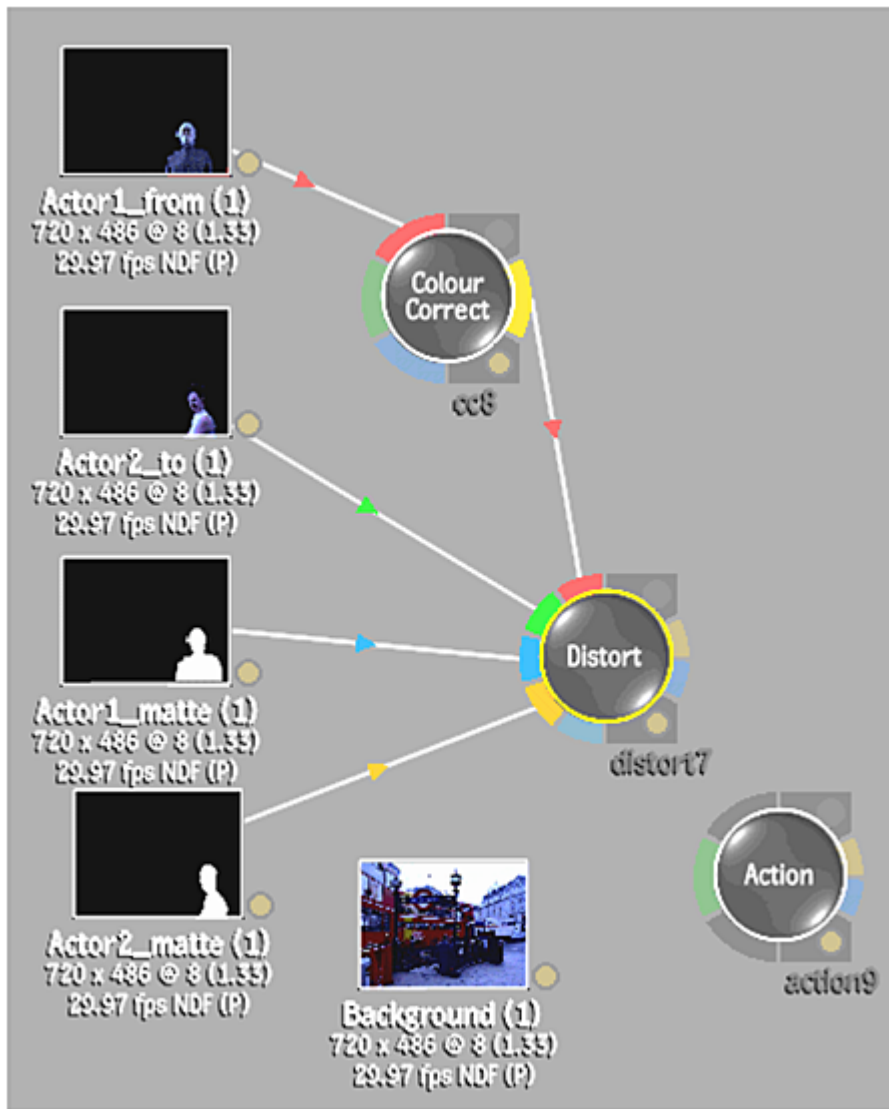 Actor1_from (1)
720 x 486 @ 8 (1.33)
29.97 fps NDF (P)
Colour
Correct
cc8
Actor2_to (1)
720 x 486 @ 8 (1.33)
29.97 fps NDF (P)
Actor1_matte (1)
720 x 486 @ 8 (1.33)
29.97 fps NDF (P)
Distort
distort7
Actor2_matte (1)
720 x 486 @ 8 (1.33)
29.97 fps NDF (P)
Background (1)
720 x 486 @ 8 (1.33)
29.97 fps NDF (P)
Action
action9